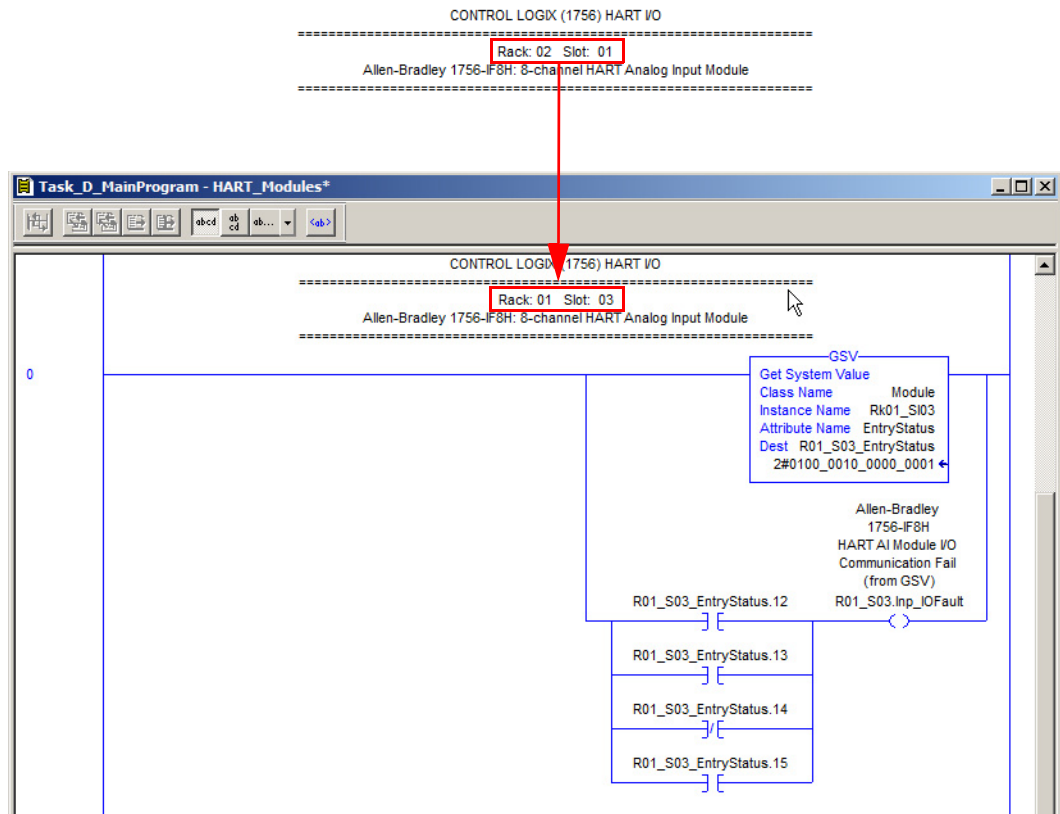 CONTROL LOGIX (1756) HART I/O
==================================================================
Rack: 02 Slot: 01
Allen-Bradley 1756-IF8H: 8-channel HART Analog Input Module
==================================================================
Task_D_MainProgram - HART_Modules*
abcd
ab
cd
ab...
<ab>
CONTROL LOGIX (1756) HART I/O
==================================================================
Rack: 01 Slot: 03
Allen-Bradley 1756-IF8H: 8-channel HART Analog Input Module
==================================================================
0
GSV
Get System Value
Class Name Module
Instance Name Rk01_Sl03
Attribute Name EntryStatus
Dest R01_S03_EntryStatus
2#0100_0010_0000_0001
Allen-Bradley
1756-IF8H
HART AI Module I/O
Communication Fail
(from GSV)
R01_S03_EntryStatus.12 R01_S03.Inp_IOFault
R01_S03_EntryStatus.13
R01_S03_EntryStatus.14
R01_S03_EntryStatus.15